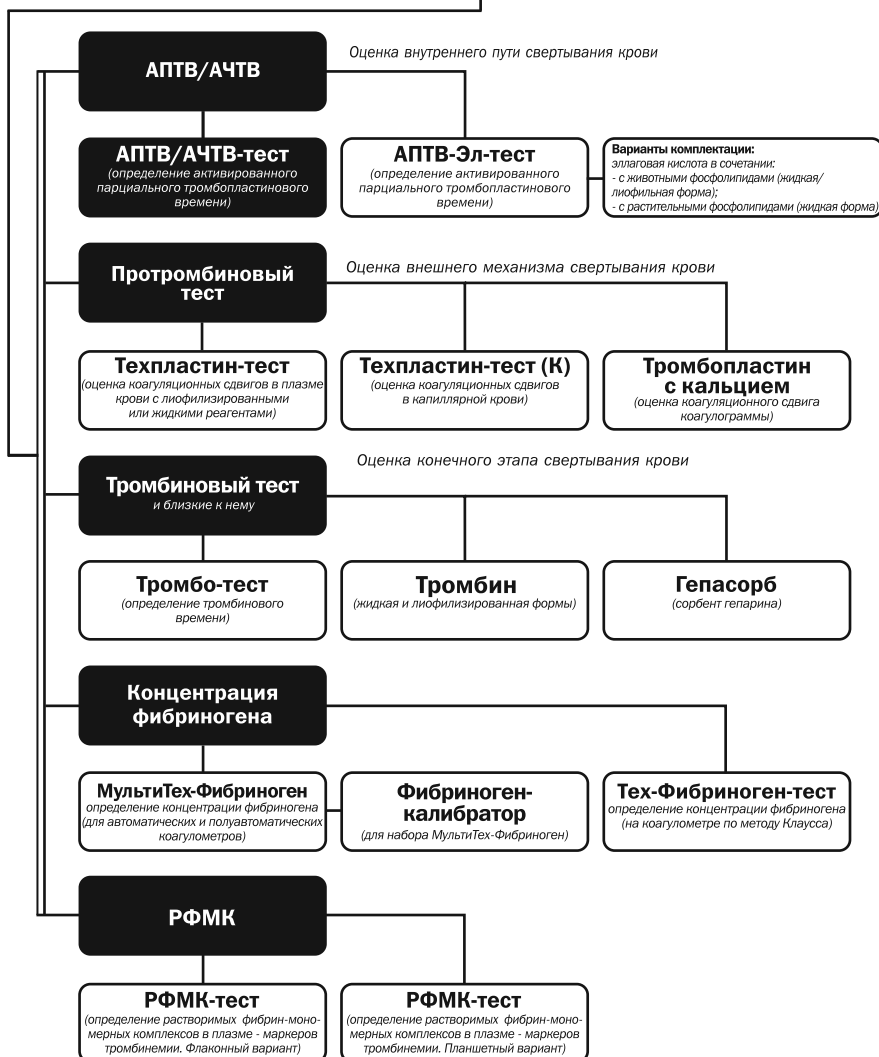 АПТВ/АЧТВ
Оценка внутреннего пути свертывания крови
АПТВ/АЧТВ-тест
(определение активированного
парциального тромбопластинового
времени)
АПТВ-Эл-тест
(определение активированного
парциального тромбопластинового
времени)
Варианты комплектации:
эллаговая кислота в сочетании:
- с животными фосфолипидами (жидкая/
лиофильная форма);
- с растительными фосфолипидами (жидкая форма)
Протромбиновый
тест
Оценка внешнего механизма свертывания крови
Техпластин-тест
(оценка коагуляционных сдвигов в плазме
крови с лиофилизированными
или жидкими реагентами)
Техпластин-тест (К)
(оценка коагуляционных сдвигов
в капиллярной крови)
Тромбопластин
с кальцием
(оценка коагуляционного сдвига
коагулограммы)
Тромбиновый тест
и близкие к нему
Оценка конечного этапа свертывания крови
Тромбо-тест
(определение тромбинового
времени)
Тромбин
(жидкая и лиофилизированная формы)
Гепасорб
(сорбент гепарина)
Концентрация
фибриногена
МультиТех-Фибриноген
определение концентрации фибриногена
(для автоматических и полуавтоматических
коагулометров)
Фибриноген-
калибратор
(для набора МультиТех-Фибриноген)
Тех-Фибриноген-тест
определение концентрации фибриногена
(на коагулометре по методу Клаусса)
РФМК
РФМК-тест
(определение растворимых фибрин-моно-
мерных комплексов в плазме - маркеров
тромбинемии. Флаконный вариант)
РФМК-тест
(определение растворимых фибрин-моно-
мерных комплексов в плазме - маркеров
тромбинемии. Планшетный вариант)